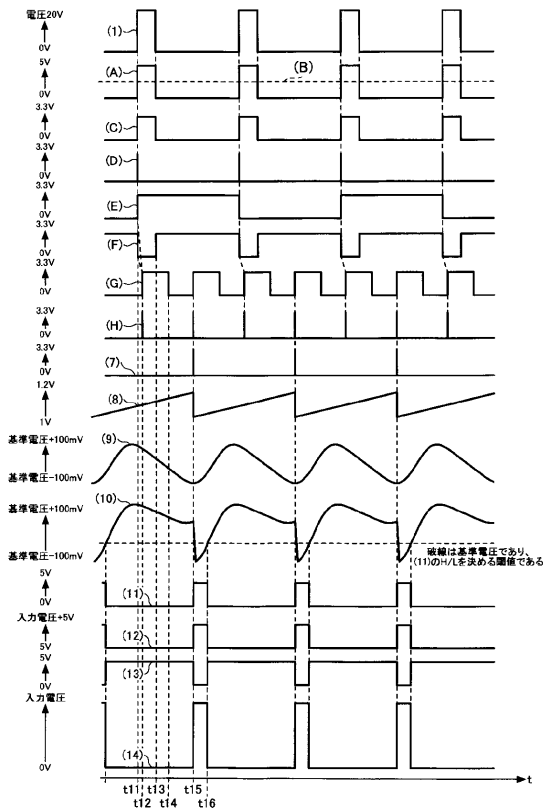 電圧20V
(1)
0V
5V
(A)
(B)
0V
3.3V
(C)
0V
3.3V
(D)
0V
3.3V
(E)
0V
3.3V
(F)
0V
3.3V
(G)
0V
3.3V
(H)
0V
3.3V
(7)
0V
1.2V
(8)
1V
基準電圧+100mV
(9)
基準電圧-100mV
基準電圧+100mV
(10)
基準電圧-100mV
破線は基準電圧であり、
(11)のH/Lを決める閾値である
5V
(11)
0V
入力電圧+5V
(12)
5V
5V
(13)
0V
入力電圧
(14)
0V
t
t11 t13 t15
t12 t14 t16